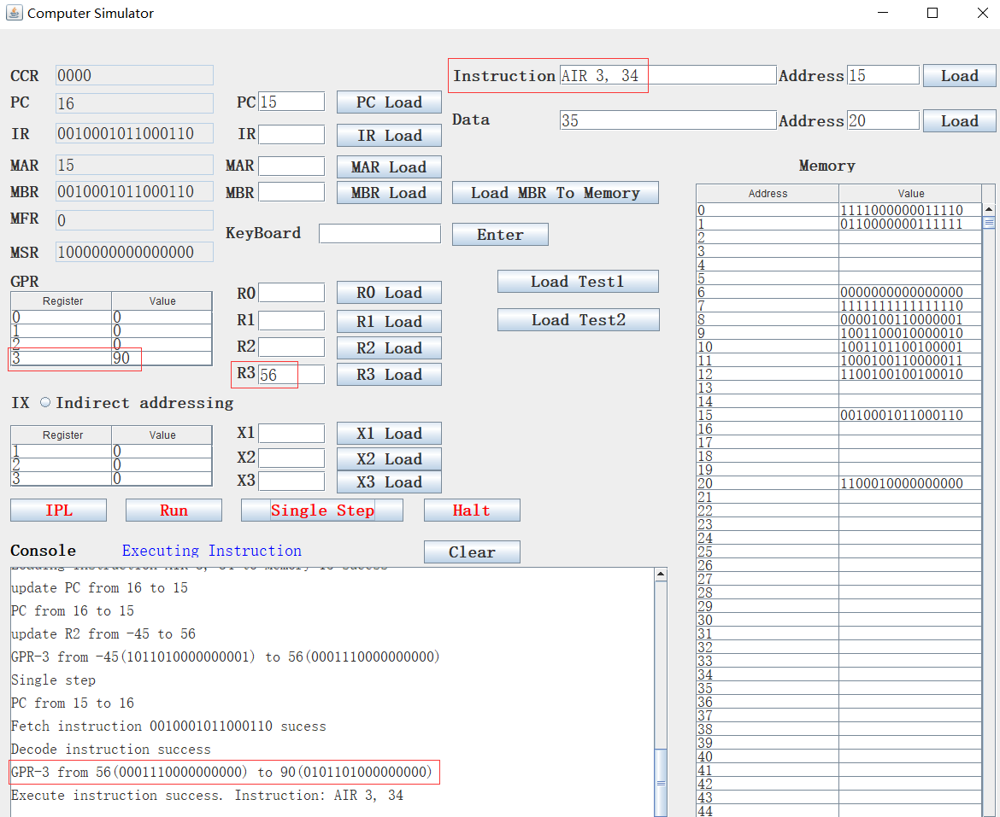 Computer Simulator
CCR 0000
Instruction AIR 3, 34 Address 15 Load
PC 16 PC 15 PC Load
Data 35 Address 20 Load
IR 0010001011000110 IR IR Load
MAR 15 MAR MAR Load
Memory
MBR 0010001011000110 MBR MBR Load Load MBR To Memory
MFR 0
KeyBoard Enter
MSR 1000000000000000
GPR
Register Value
0 0
1 0
2 0
3 90
R0 R0 Load
R1 R1 Load
R2 R2 Load
R3 56 R3 Load
Load Test1
Load Test2
IX Indirect addressing
Register Value
1 0
2 0
3 0
X1 X1 Load
X2 X2 Load
X3 X3 Load
IPL Run Single Step Halt
Console Executing Instruction Clear
Loading instruction AIR 3, 34 to memory 15 sucess
update PC from 16 to 15
PC from 16 to 15
update R2 from -45 to 56
GPR-3 from -45(1011010000000001) to 56(0001110000000000)
Single step
PC from 15 to 16
Fetch instruction 0010001011000110 sucess
Decode instruction success
GPR-3 from 56(0001110000000000) to 90(0101101000000000)
Execute instruction success. Instruction: AIR 3, 34
Address Value
0 1111000000011110
1 0110000000111111
2
3
4
5
6 0000000000000000
7 1111111111111110
8 0000100110000001
9 1001100010000010
10 1001101100100001
11 1000100110000011
12 1100100100100010
13
14
15 0010001011000110
16
17
18
19
20 1100010000000000
21
22
23
24
25
26
27
28
29
30
31
32
33
34
35
36
37
38
39
40
41
42
43
44